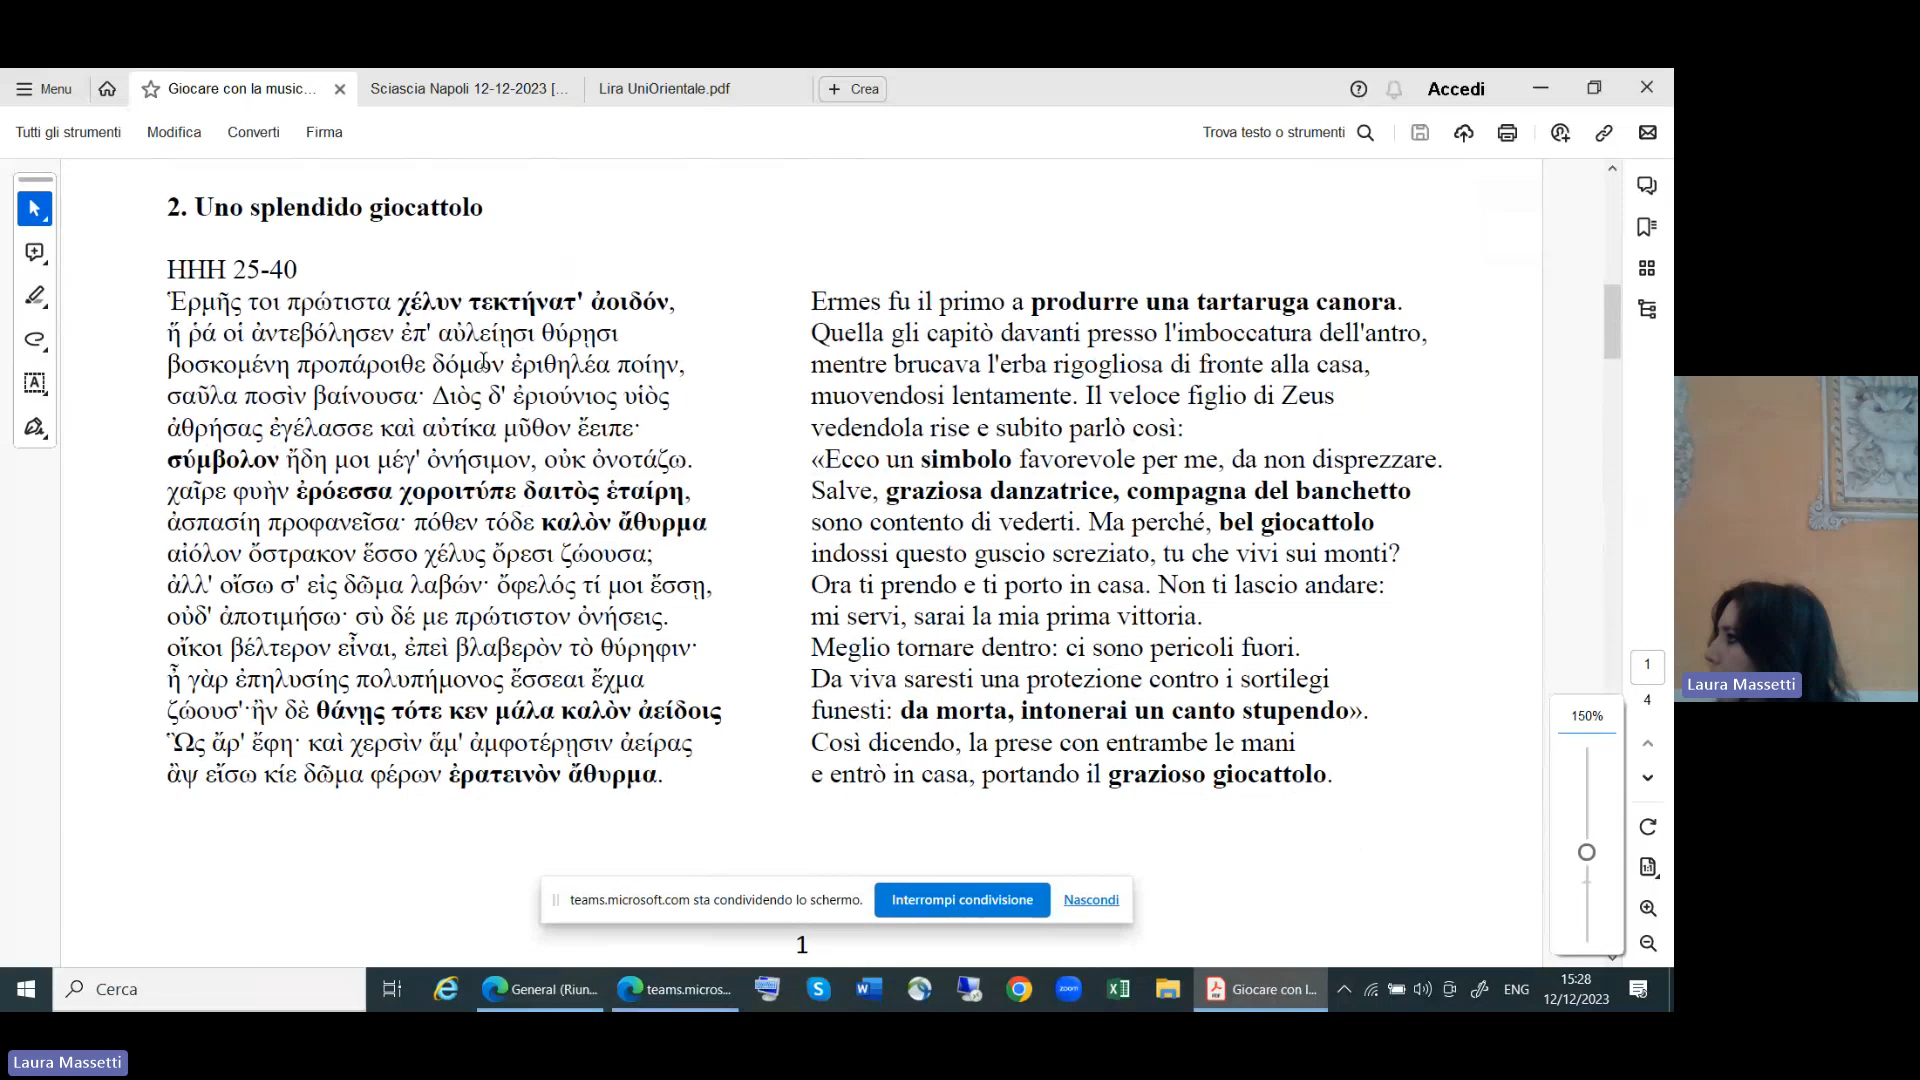 Menu
Giocare con la music...
Sciascia Napoli 12-12-2023 [...
Lira UniOrientale.pdf
Crea
Accedi
Tutti gli strumenti
Modifica
Converti
Firma
Trova testo o strumenti
2. Uno splendido giocattolo
HHH 25-40
Ἑρμῆς τοι πρώτιστα χέλυν τεκτήνατ' ἀοιδόν,
ἥ ῥά οἱ ἀντεβόλησεν ἐπ' αὐλείῃσι θύρῃσι
βοσκομένη προπάροιθε δόμων ἐριθηλέα ποίην,
σαῦλα ποσὶν βαίνουσα· Διὸς δ' ἐριούνιος υἱὸς
ἀθρήσας ἐγέλασσε καὶ αὐτίκα μῦθον ἔειπε·
σύμβολον ἤδη μοι μέγ' ὀνήσιμον, οὐκ ὀνοτάζω.
χαῖρε φυὴν ἐρόεσσα χοροιτύπε δαιτὸς ἑταίρη,
ἀσπασίη προφανεῖσα· πόθεν τόδε καλὸν ἄθυρμα
αἰόλον ὄστρακον ἕσσο χέλυς ὄρεσι ζώουσα;
ἀλλ' οἴσω σ' εἰς δῶμα λαβών· ὄφελός τί μοι ἔσσῃ,
οὐδ' ἀποτιμήσω· σὺ δέ με πρώτιστον ὀνήσεις.
οἴκοι βέλτερον εἶναι, ἐπεὶ βλαβερὸν τὸ θύρηφιν·
ἦ γὰρ ἐπηλυσίης πολυπήμονος ἔσσεαι ἔχμα
ζώουσ'·ἢν δὲ θάνῃς τότε κεν μάλα καλὸν ἀείδοις
Ὣς ἄρ' ἔφη· καὶ χερσὶν ἅμ' ἀμφοτέρῃσιν ἀείρας
ἂψ εἴσω κίε δῶμα φέρων ἐρατεινὸν ἄθυρμα.
Ermes fu il primo a produrre una tartaruga canora.
Quella gli capitò davanti presso l'imboccatura dell'antro,
mentre brucava l'erba rigogliosa di fronte alla casa,
muovendosi lentamente. Il veloce figlio di Zeus
vedendola rise e subito parlò così:
«Ecco un simbolo favorevole per me, da non disprezzare.
Salve, graziosa danzatrice, compagna del banchetto
sono contento di vederti. Ma perché, bel giocattolo
indossi questo guscio screziato, tu che vivi sui monti?
Ora ti prendo e ti porto in casa. Non ti lascio andare:
mi servi, sarai la mia prima vittoria.
Meglio tornare dentro: ci sono pericoli fuori.
Da viva saresti una protezione contro i sortilegi
funesti: da morta, intonerai un canto stupendo».
Così dicendo, la prese con entrambe le mani
e entrò in casa, portando il grazioso giocattolo.
1
4
150%
Laura Massetti
teams.microsoft.com sta condividendo lo schermo.
Interrompi condivisione
Nascondi
1
Cerca
General (Riun...
teams.micros...
Giocare con l...
ENG
15:28
12/12/2023
Laura Massetti